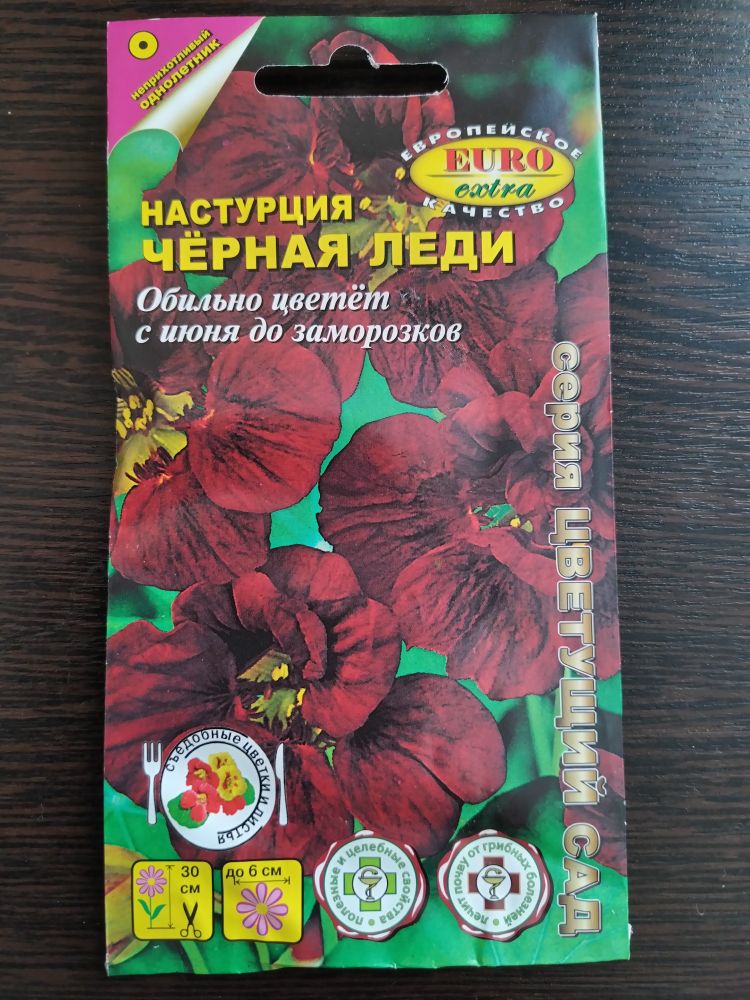 неприхотливый
однолетник
ЕВРОПЕЙСКОЕ
EURO
extra
КАЧЕСТВО
НАСТУРЦИЯ
ЧЁРНАЯ ЛЕДИ
Обильно цветёт
с июня до заморозков
серия ЦВЕТУЩИЙ САД
съедобные цветки и листья
30
см
до 6 см
полезные и целебные свойства
лечит почву от грибных болезней